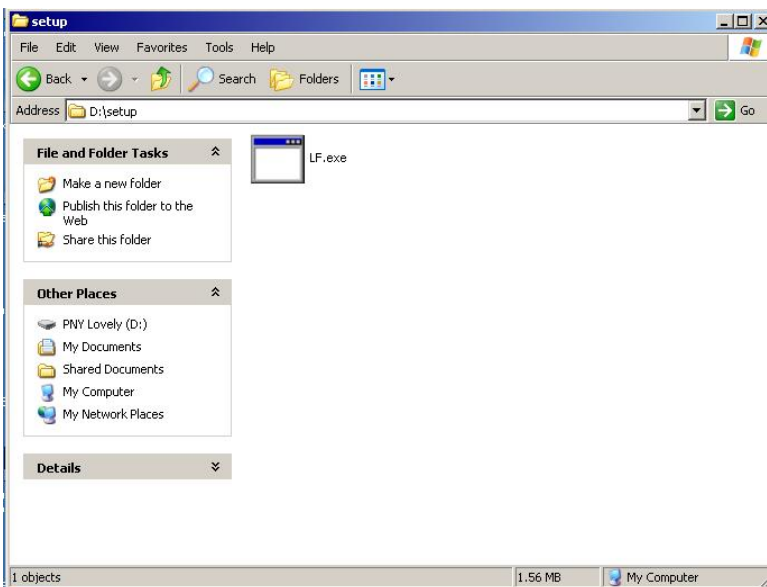 setup
File Edit View Favorites Tools Help
Back Search Folders
Address D:\setup Go
File and Folder Tasks
Make a new folder
Publish this folder to the
Web
Share this folder
Other Places
PNY Lovely (D:)
My Documents
Shared Documents
My Computer
My Network Places
Details
LF.exe
1 objects 1.56 MB My Computer